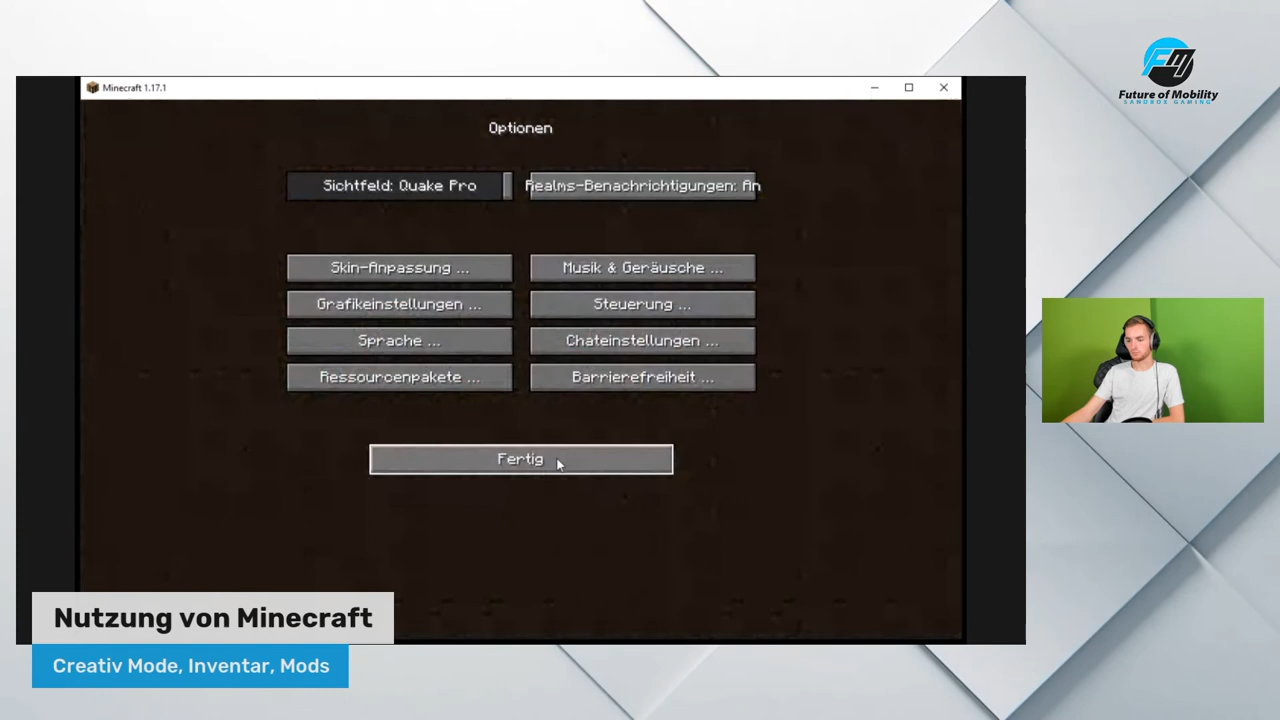 FM
Future of Mobility
SANDBOX GAMING
Minecraft 1.17.1
Optionen
Sichtfeld: Quake Pro
Realms-Benachrichtigungen: An
Skin-Anpassung ...
Musik & Geräusche ...
Grafikeinstellungen ...
Steuerung ...
Sprache ...
Chateinstellungen ...
Ressourcenpakete ...
Barrierefreiheit ...
Fertig
Nutzung von Minecraft
Creativ Mode, Inventar, Mods